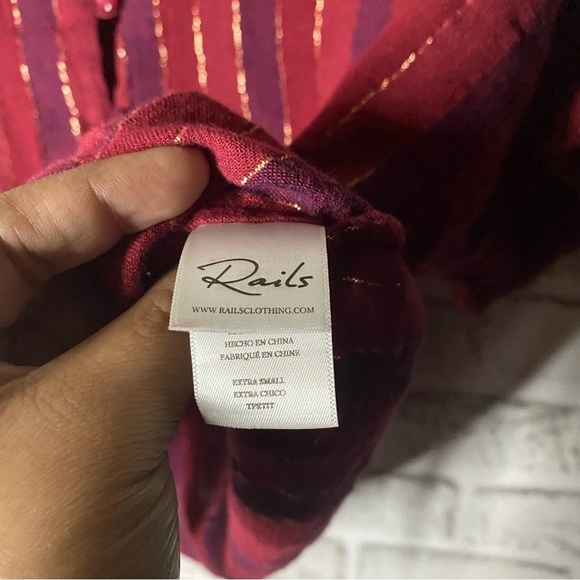 Rails
WWW.RAILSCLOTHING.COM
HECHO EN CHINA
FABRIQUÉ EN CHINE
EXTRA SMALL
EXTRA CHICO
TPETIT